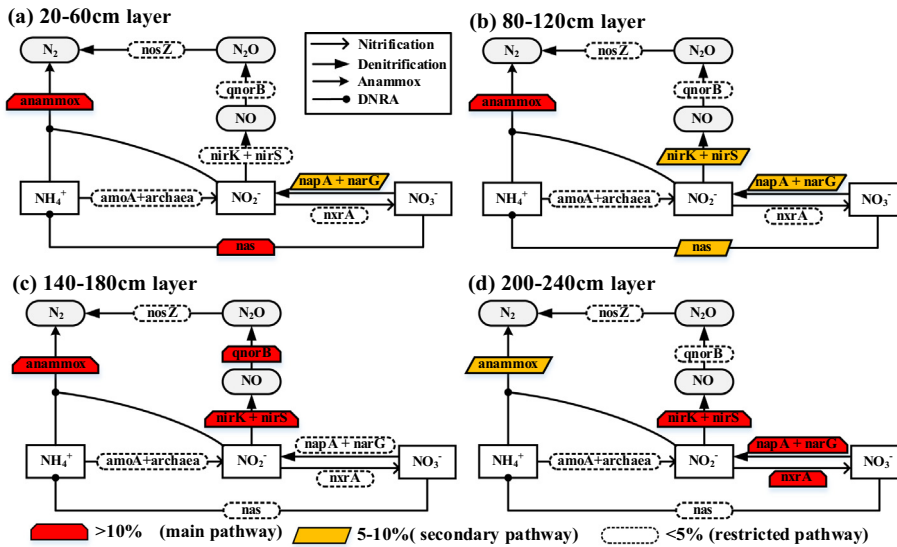 (a) 20-60cm layer
N₂
nosZ
N₂O
qnorB
anammox
NO
nirK + nirS
napA + narG
NH₄⁺
amoA+archaea
NO₂⁻
NO₃⁻
nxrA
nas
Nitrification
Denitrification
Anammox
DNRA
(b) 80-120cm layer
N₂
nosZ
N₂O
qnorB
anammox
NO
nirK + nirS
napA + narG
NH₄⁺
amoA+archaea
NO₂⁻
NO₃⁻
nxrA
nas
(c) 140-180cm layer
N₂
nosZ
N₂O
qnorB
anammox
NO
nirK + nirS
napA + narG
NH₄⁺
amoA+archaea
NO₂⁻
NO₃⁻
nxrA
nas
(d) 200-240cm layer
N₂
nosZ
N₂O
qnorB
anammox
NO
nirK + nirS
napA + narG
NH₄⁺
amoA+archaea
NO₂⁻
NO₃⁻
nxrA
nas
>10% (main pathway)
5-10%( secondary pathway)
<5% (restricted pathway)